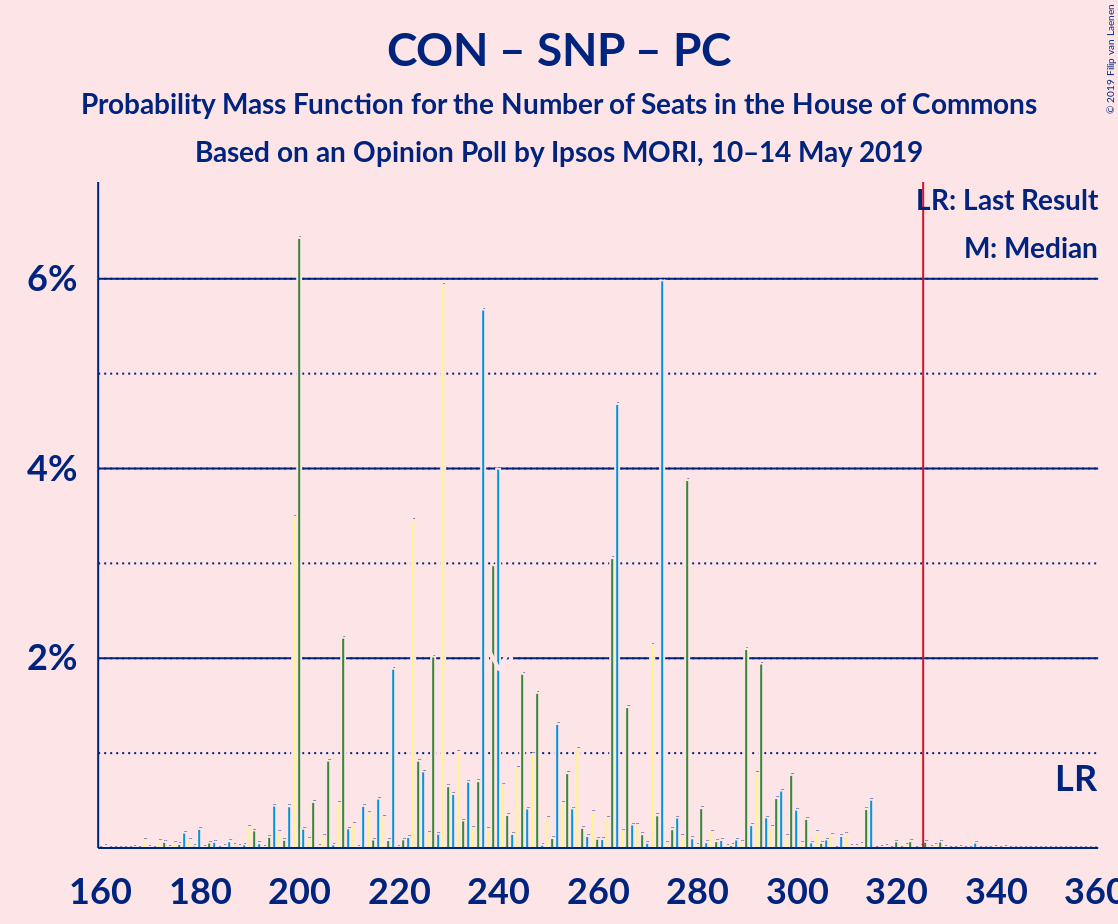 CON – SNP – PC
Probability Mass Function for the Number of Seats in the House of Commons
Based on an Opinion Poll by Ipsos MORI, 10–14 May 2019
© 2019 Filip van Laenen
LR: Last Result
M: Median
6%
4%
2%
LR
160 180 200 220 240 260 280 300 320 340 360